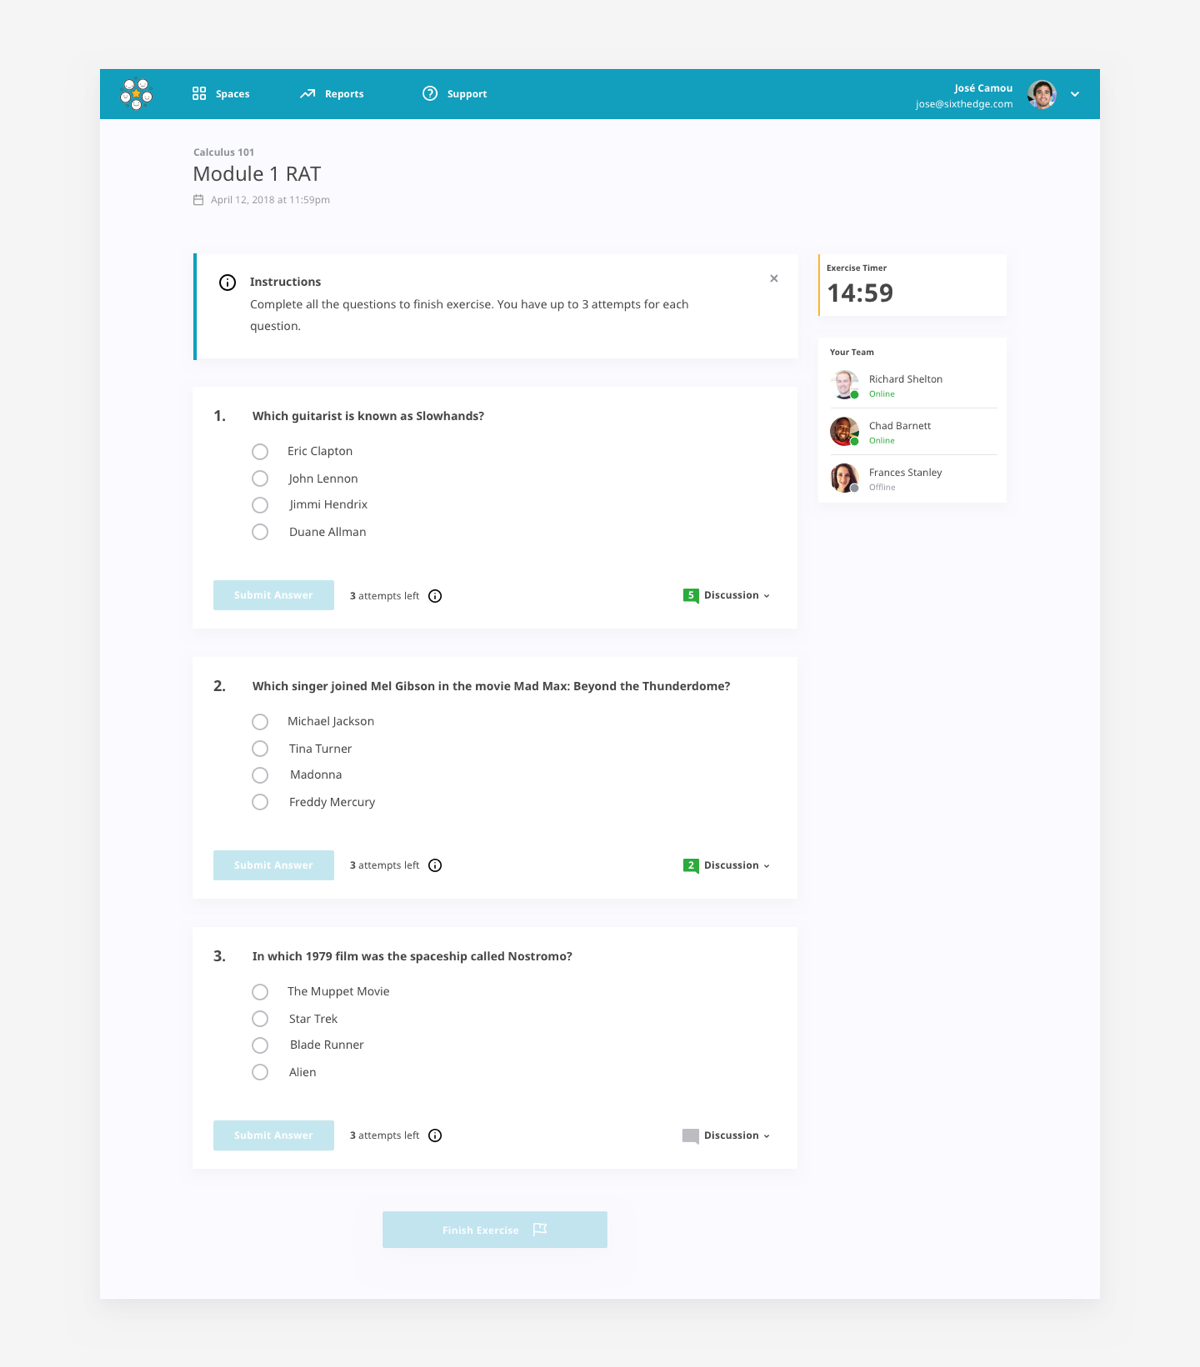 Spaces
Reports
Support
José Camou
jose@sixthedge.com
Calculus 101
Module 1 RAT
April 12, 2018 at 11:59pm
Instructions
Complete all the questions to finish exercise. You have up to 3 attempts for each
question.
Exercise Timer
14:59
Your Team
Richard Shelton
Online
Chad Barnett
Online
Frances Stanley
Offline
1. Which guitarist is known as Slowhands?
Eric Clapton
John Lennon
Jimmi Hendrix
Duane Allman
Submit Answer 3 attempts left 5 Discussion
2. Which singer joined Mel Gibson in the movie Mad Max: Beyond the Thunderdome?
Michael Jackson
Tina Turner
Madonna
Freddy Mercury
Submit Answer 3 attempts left 2 Discussion
3. In which 1979 film was the spaceship called Nostromo?
The Muppet Movie
Star Trek
Blade Runner
Alien
Submit Answer 3 attempts left Discussion
Finish Exercise